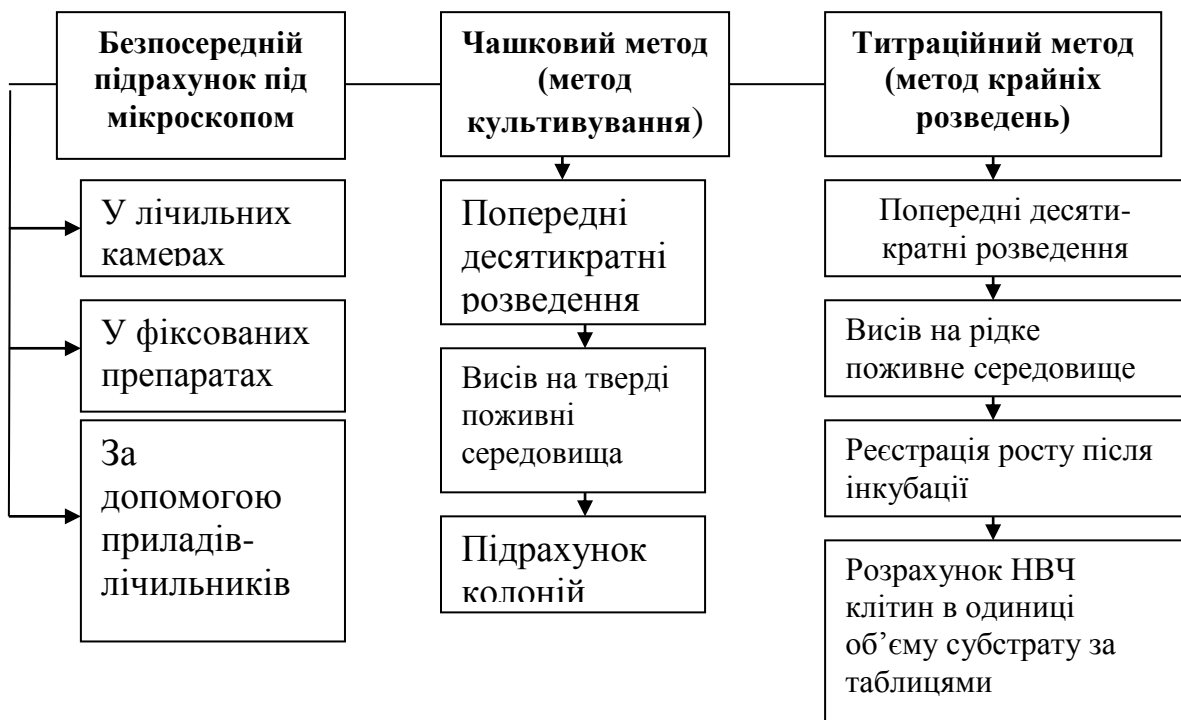 Безпосередній
підрахунок під
мікроскопом
У лічильних
камерах
У фіксованих
препаратах
За
допомогою
приладів-
лічильників
Чашковий метод
(метод
культивування)
Попередні
десятикратні
розведення
Висів на тверді
поживні
середовища
Підрахунок
колоній
Титраційний метод
(метод крайніх
розведень)
Попередні десяти-
кратні розведення
Висів на рідке
поживне середовище
Реєстрація росту після
інкубації
Розрахунок НВЧ
клітин в одиниці
об’єму субстрату за
таблицями